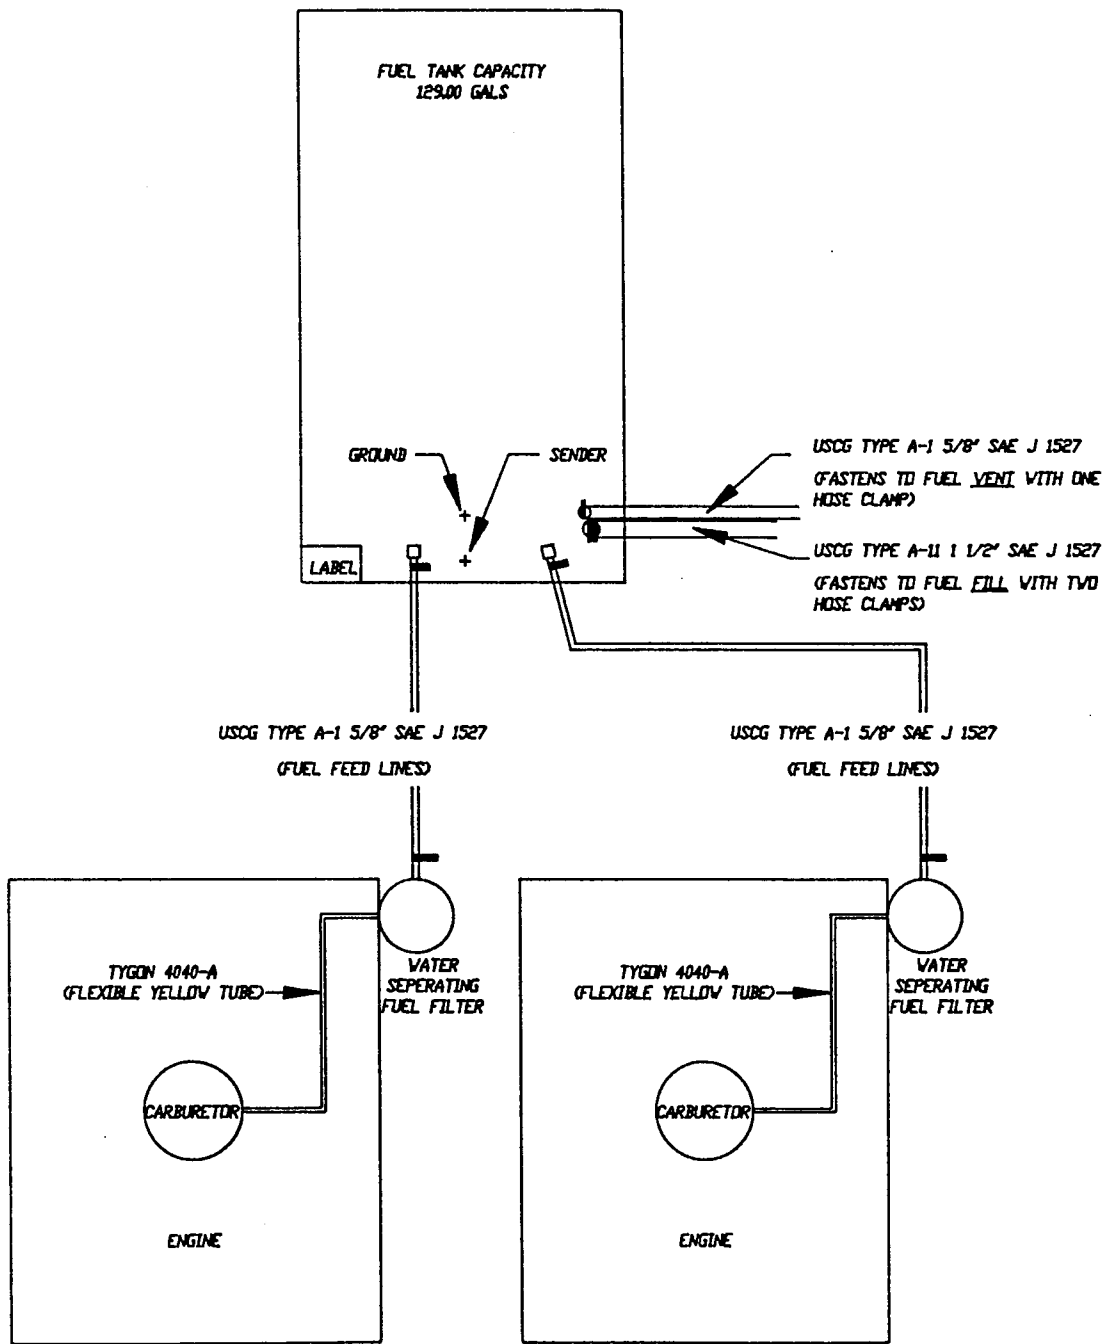 FUEL TANK CAPACITY
129.00 GALS
GROUND
SENDER
USCG TYPE A-1 5/8" SAE J 1527
(FASTENS TO FUEL VENT WITH ONE
HOSE CLAMP)
USCG TYPE A-11 1 1/2" SAE J 1527
(FASTENS TO FUEL FILL WITH TWO
HOSE CLAMPS)
LABEL
USCG TYPE A-1 5/8" SAE J 1527
(FUEL FEED LINES)
USCG TYPE A-1 5/8" SAE J 1527
(FUEL FEED LINES)
TYGON 4040-A
(FLEXIBLE YELLOW TUBE)
WATER
SEPERATING
FUEL FILTER
TYGON 4040-A
(FLEXIBLE YELLOW TUBE)
WATER
SEPERATING
FUEL FILTER
CARBURETOR
CARBURETOR
ENGINE
ENGINE